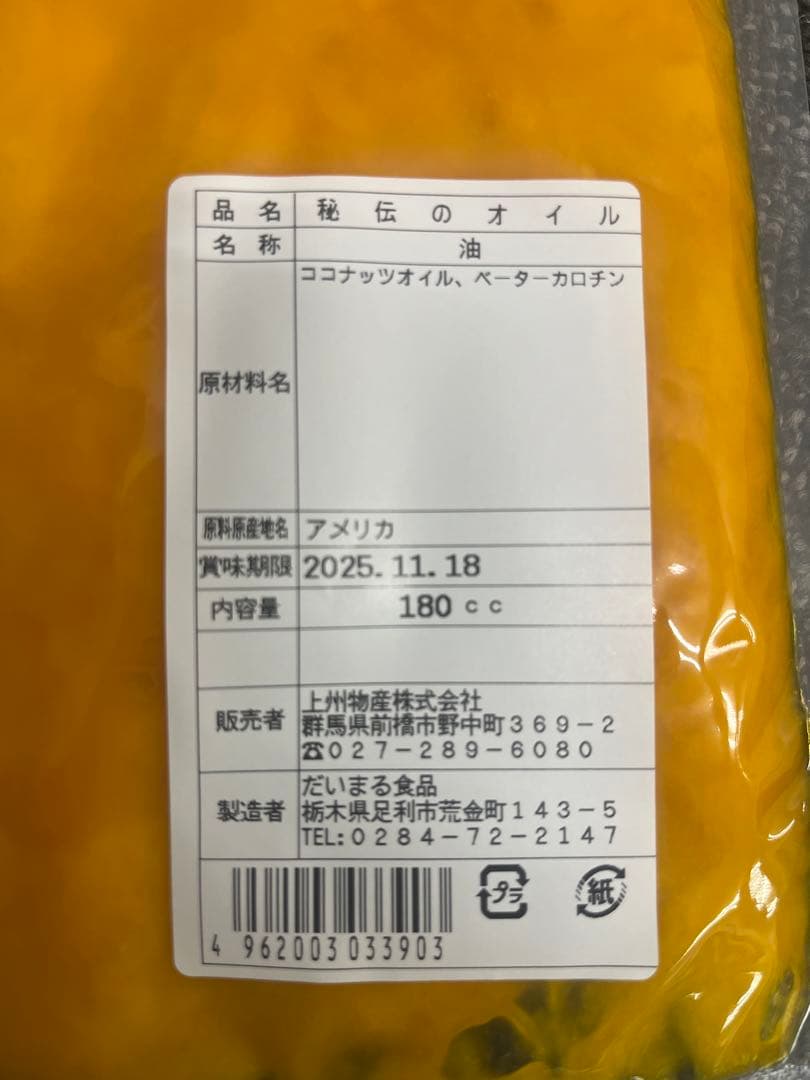 品名 秘伝のオイル
名称 油
原材料名 ココナッツオイル、ベーターカロチン
原料原産地名 アメリカ
賞味期限 2025.11.18
内容量 180cc
販売者 上州物産株式会社
群馬県前橋市野中町369-2
☎027-289-6080
製造者 だいまる食品
栃木県足利市荒金町143-5
TEL:0284-72-2147
プラ 紙
4 962003 033903